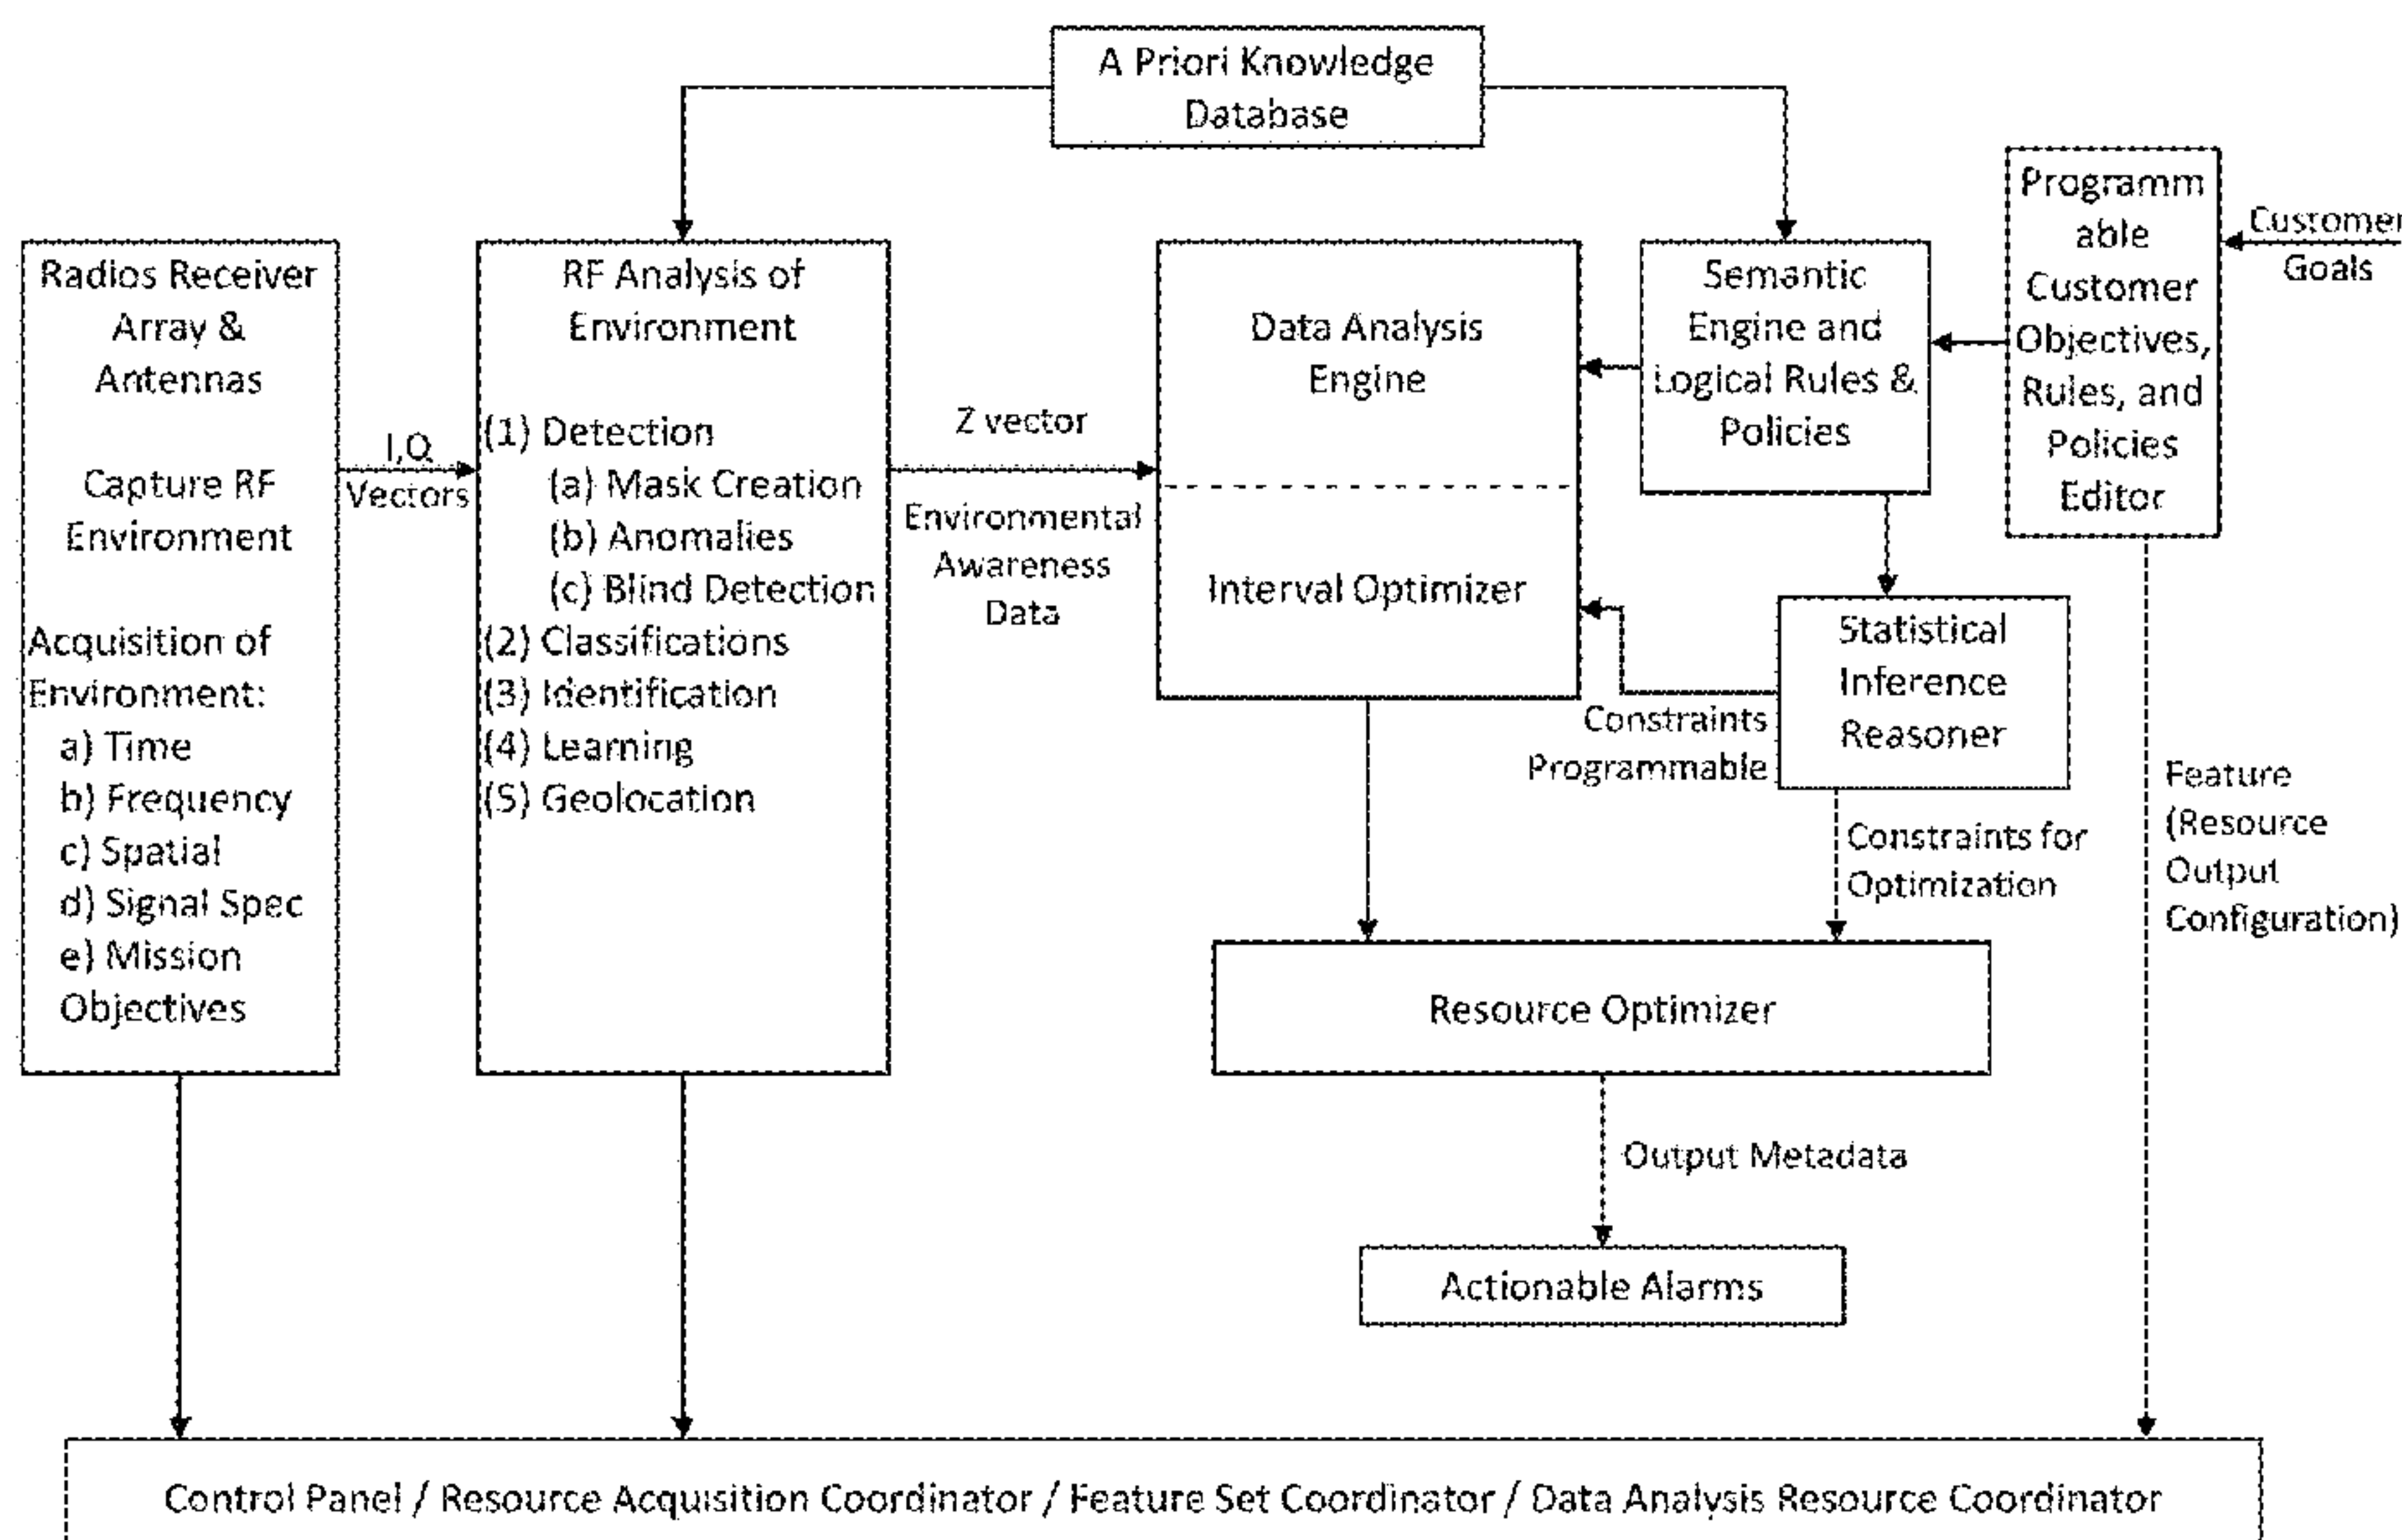 A Priori Knowledge
Database
Radios Receiver
Array &
Antennas
Capture RF
Environment
Acquisition of
Environment:
a) Time
b) Frequency
c) Spatial
d) Signal Spec
e) Mission
Objectives
I,Q
Vectors
RF Analysis of
Environment
(1) Detection
(a) Mask Creation
(b) Anomalies
(c) Blind Detection
(2) Classifications
(3) Identification
(4) Learning
(5) Geolocation
Z vector
Environmental
Awareness
Data
Data Analysis
Engine
Interval Optimizer
Semantic
Engine and
Logical Rules &
Policies
Programm
able
Customer
Objectives,
Rules, and
Policies
Editor
Customer
Goals
Statistical
Inference
Reasoner
Constraints
Programmable
Constraints for
Optimization
Feature
(Resource
Output
Configuration)
Resource Optimizer
Output Metadata
Actionable Alarms
Control Panel / Resource Acquisition Coordinator / Feature Set Coordinator / Data Analysis Resource Coordinator